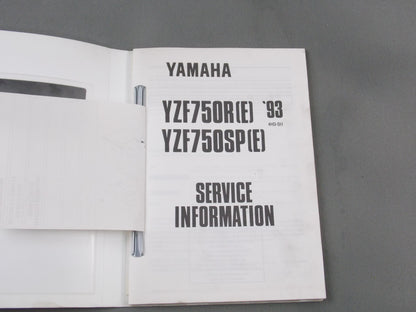 YAMAHA
YZF750R(E) '93
YZF750SP(E)
SERVICE
INFORMATION